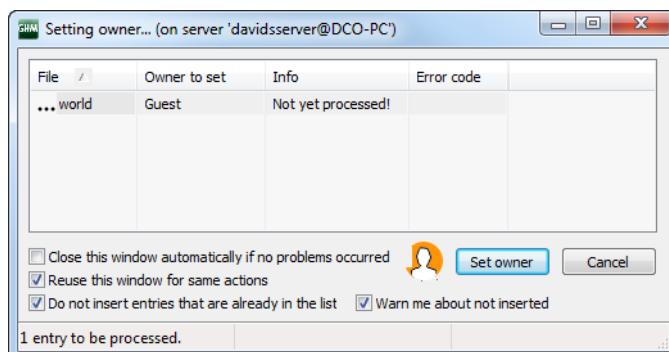 GHM Setting owner... (on server 'davidsserver@DCO-PC')
File Owner to set Info Error code
...world Guest Not yet processed!
Close this window automatically if no problems occurred
Set owner Cancel
Reuse this window for same actions
Do not insert entries that are already in the list Warn me about not inserted
1 entry to be processed.